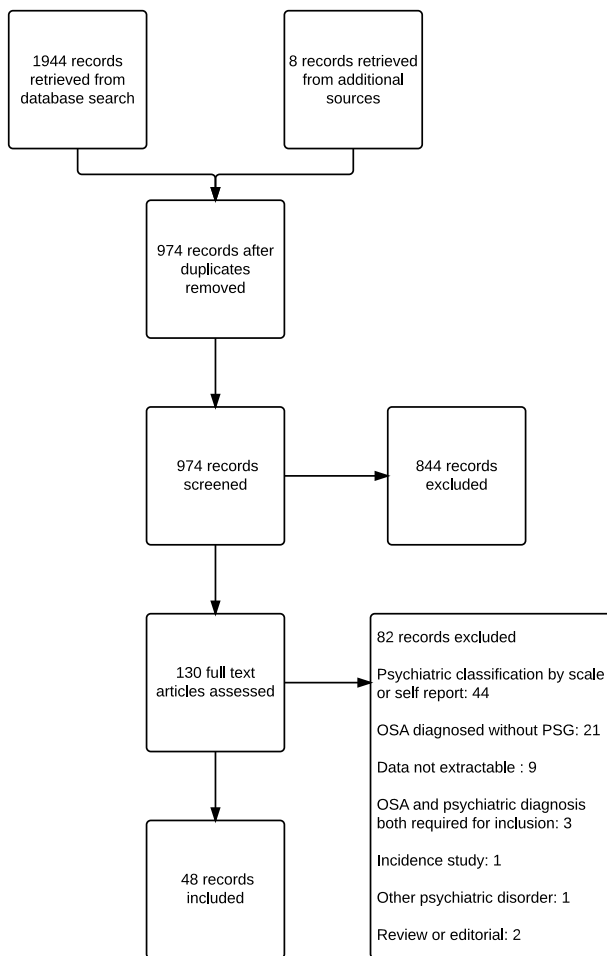 1944 records
retrieved from
database search
8 records retrieved
from additional
sources
974 records after
duplicates
removed
974 records
screened
844 records
excluded
130 full text
articles assessed
82 records excluded
Psychiatric classification by scale
or self report: 44
OSA diagnosed without PSG: 21
Data not extractable : 9
OSA and psychiatric diagnosis
both required for inclusion: 3
Incidence study: 1
Other psychiatric disorder: 1
Review or editorial: 2
48 records
included